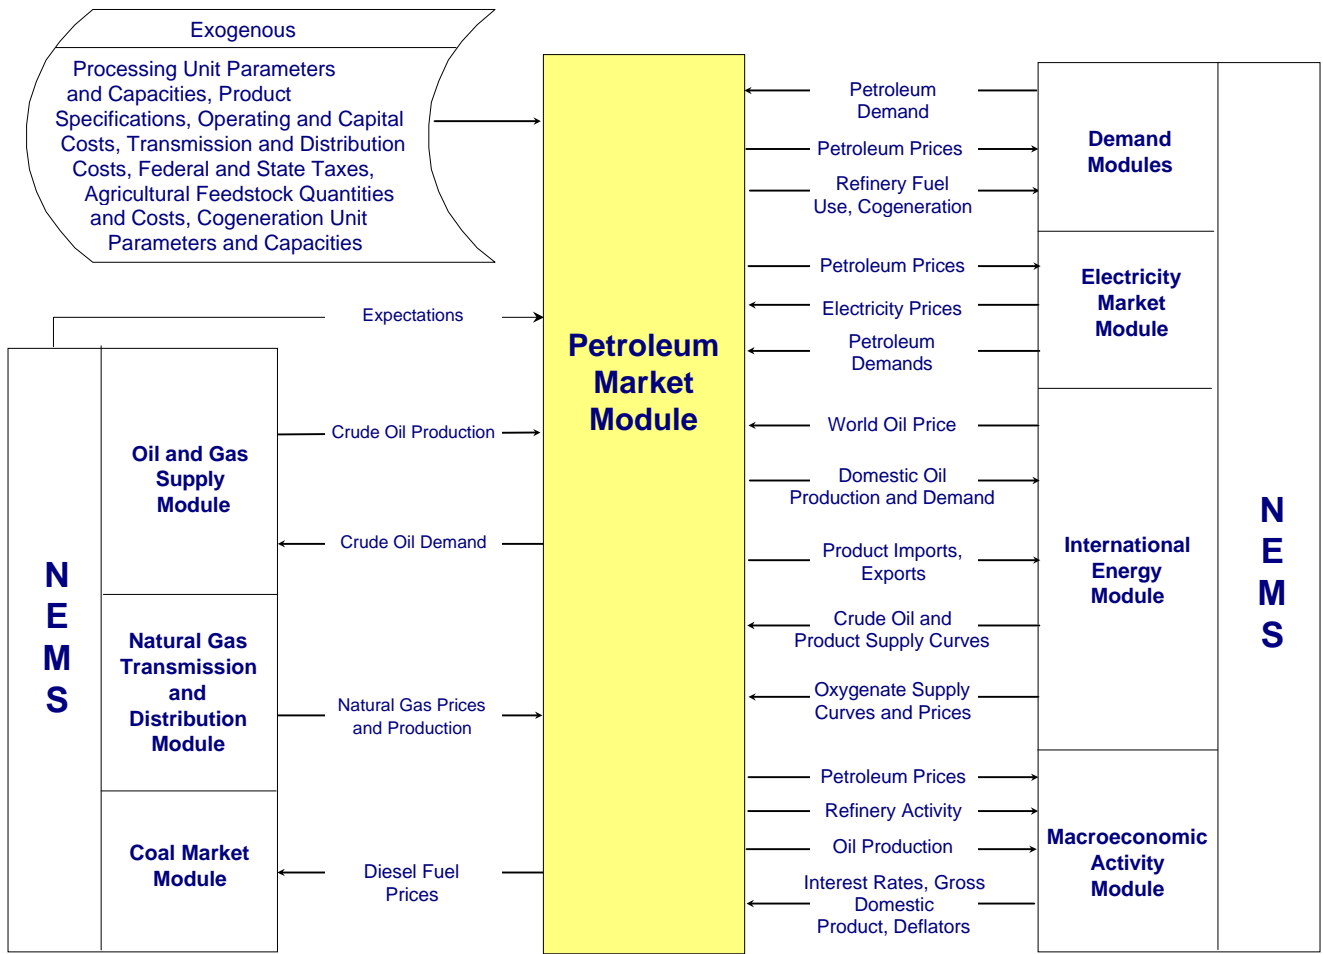 Exogenous
Processing Unit Parameters
and Capacities, Product
Specifications, Operating and Capital
Costs, Transmission and Distribution
Costs, Federal and State Taxes,
Agricultural Feedstock Quantities
and Costs, Cogeneration Unit
Parameters and Capacities
Expectations
N
E
M
S
Oil and Gas
Supply
Module
Natural Gas
Transmission
and
Distribution
Module
Coal Market
Module
Crude Oil Production
Crude Oil Demand
Natural Gas Prices
and Production
Diesel Fuel
Prices
Petroleum
Market
Module
Petroleum
Demand
Petroleum Prices
Refinery Fuel
Use, Cogeneration
Petroleum Prices
Electricity Prices
Petroleum
Demands
World Oil Price
Domestic Oil
Production and Demand
Product Imports,
Exports
Crude Oil and
Product Supply Curves
Oxygenate Supply
Curves and Prices
Petroleum Prices
Refinery Activity
Oil Production
Interest Rates, Gross
Domestic
Product, Deflators
Demand
Modules
Electricity
Market
Module
International
Energy
Module
Macroeconomic
Activity
Module
N
E
M
S